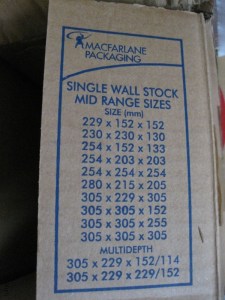 MACFARLANE
PACKAGING
SINGLE WALL STOCK
MID RANGE SIZES
SIZE (mm)
229 x 152 x 152
230 x 230 x 130
254 x 152 x 133
254 x 203 x 203
254 x 254 x 254
280 x 215 x 205
305 x 229 x 305
305 x 305 x 152
305 x 305 x 255
305 x 305 x 305
MULTIDEPTH
305 x 229 x 152/114
305 x 229 x 229/152